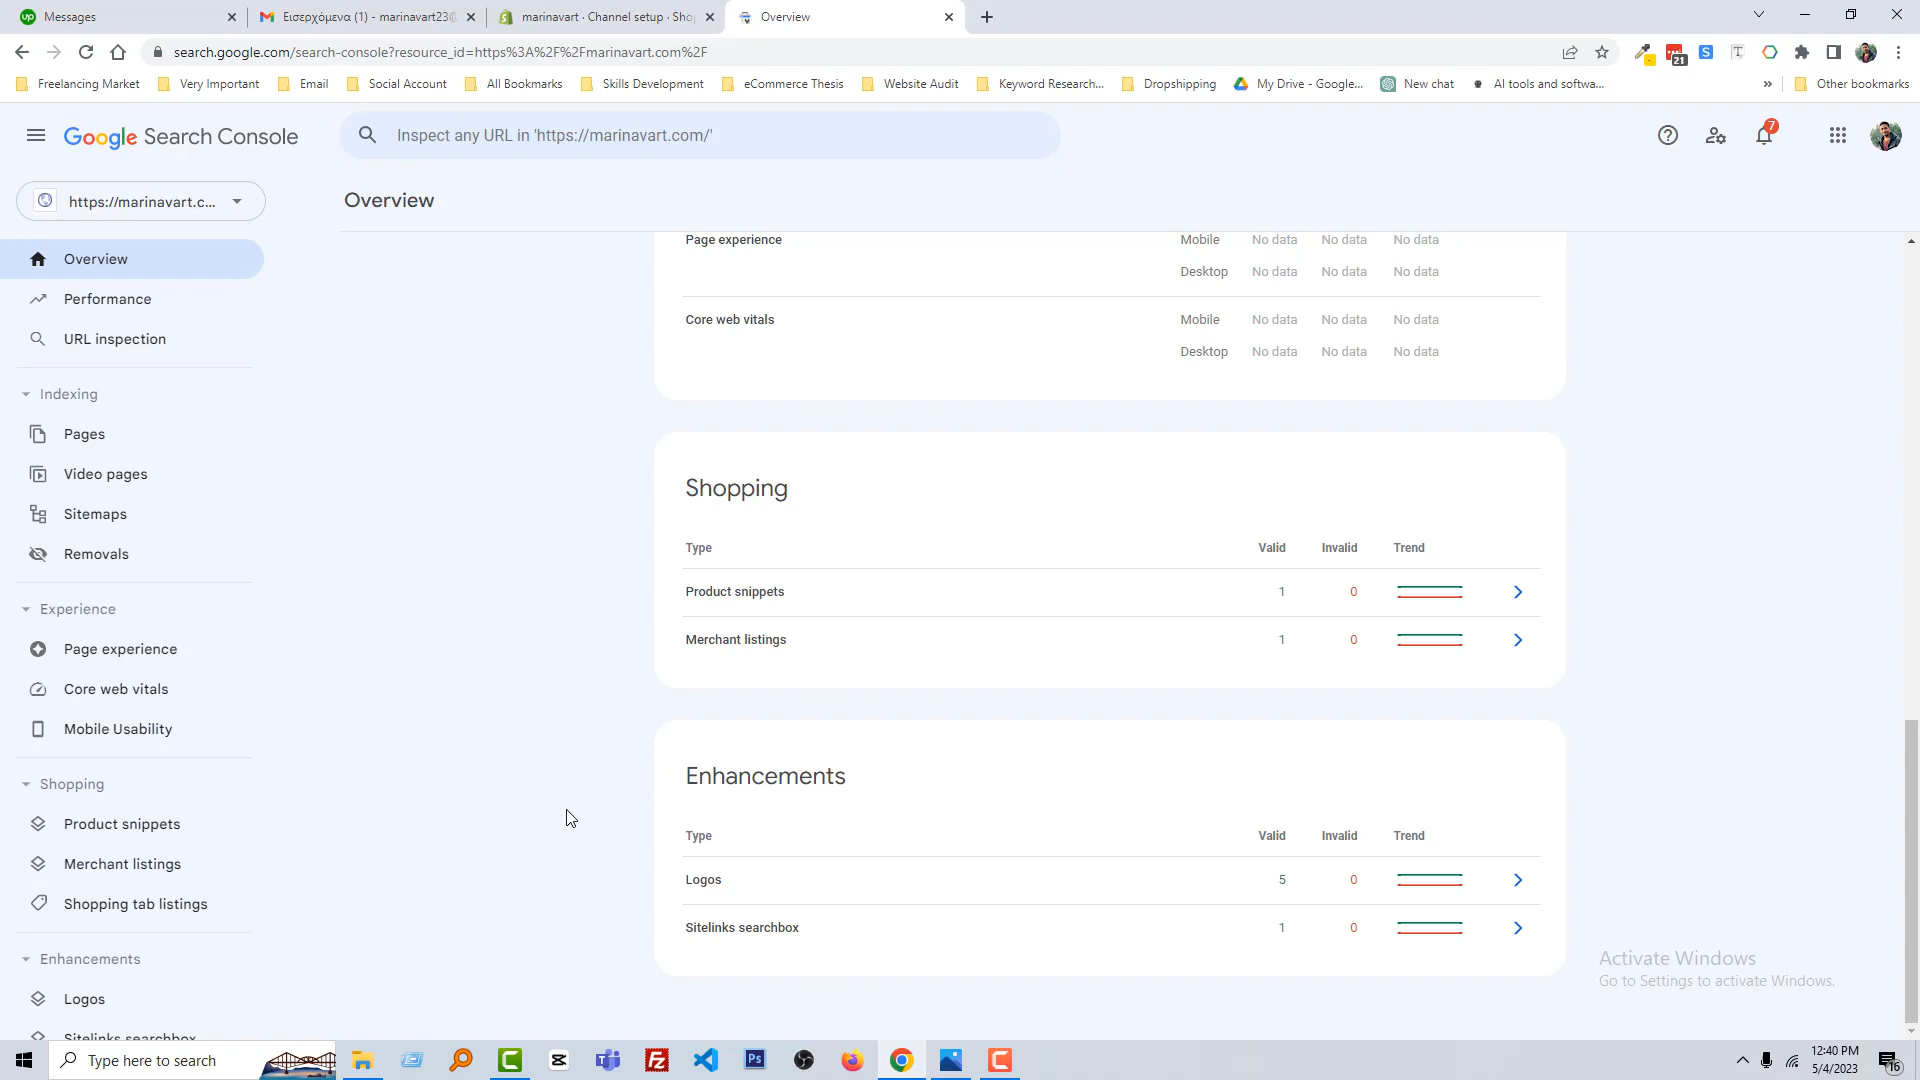 Messages
Εισερχόμενα (1) - marinavart23@
marinavart · Channel setup · Sho
Overview
search.google.com/search-console?resource_id=https%3A%2F%2Fmarinavart.com%2F
21
Freelancing Market
Very Important
Email
Social Account
All Bookmarks
Skills Development
eCommerce Thesis
Website Audit
Keyword Research...
Dropshipping
My Drive - Google...
New chat
AI tools and softwa...
»
Other bookmarks
Google Search Console
Inspect any URL in 'https://marinavart.com/'
7
https://marinavart.c...
Overview
Overview
Performance
URL inspection
Indexing
Pages
Video pages
Sitemaps
Removals
Experience
Page experience
Core web vitals
Mobile Usability
Shopping
Product snippets
Merchant listings
Shopping tab listings
Enhancements
Logos
Sitelinks searchbox
Page experience Mobile No data No data No data
Desktop No data No data No data
Core web vitals Mobile No data No data No data
Desktop No data No data No data
Shopping
Type Valid Invalid Trend
Product snippets 1 0
Merchant listings 1 0
Enhancements
Type Valid Invalid Trend
Logos 5 0
Sitelinks searchbox 1 0
Activate Windows
Go to Settings to activate Windows.
Type here to search
12:40 PM
5/4/2023
16